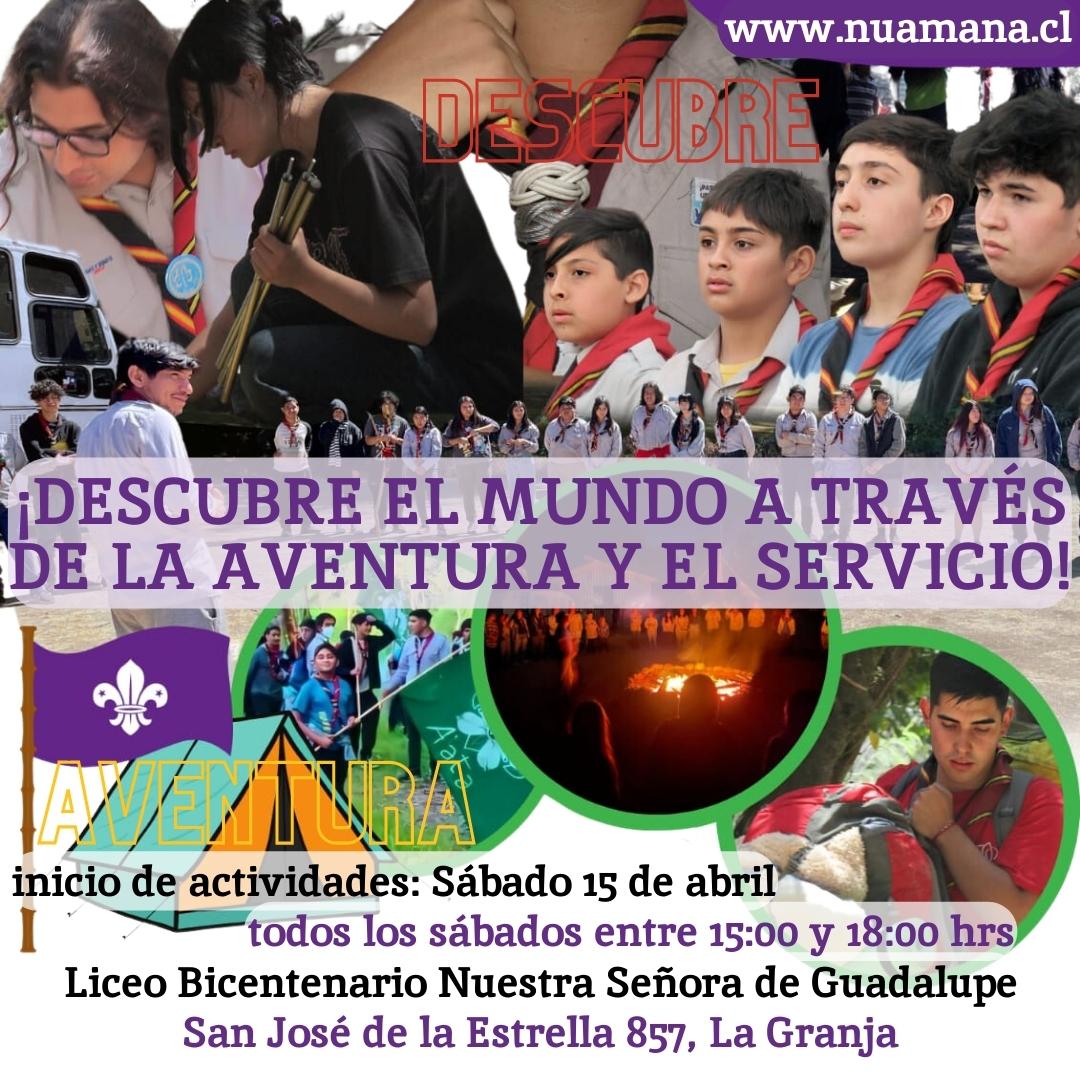 www.nuamana.cl
DESCUBRE
¡DESCUBRE EL MUNDO A TRAVÉS
DE LA AVENTURA Y EL SERVICIO!
AVENTURA
inicio de actividades: Sábado 15 de abril
todos los sábados entre 15:00 y 18:00 hrs
Liceo Bicentenario Nuestra Señora de Guadalupe
San José de la Estrella 857, La Granja